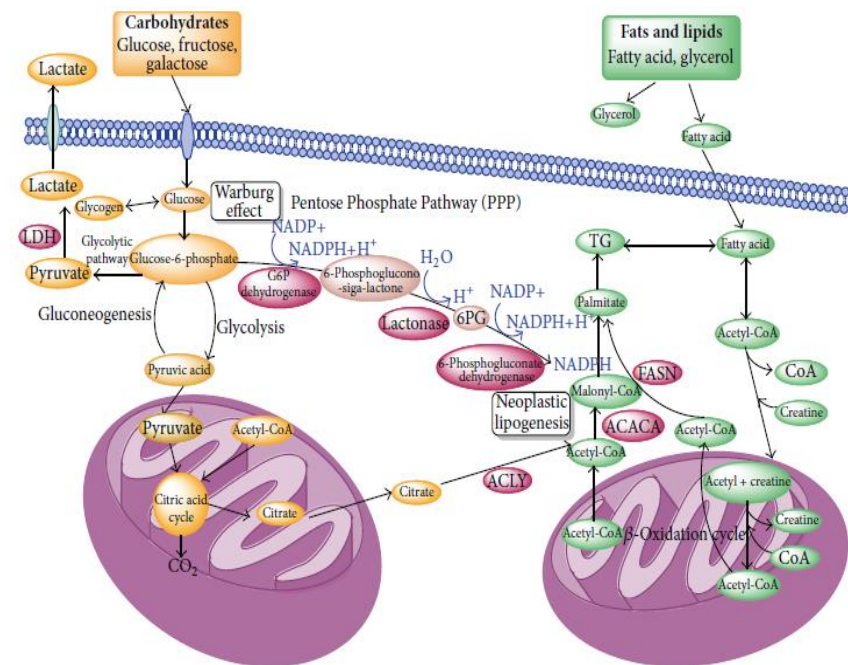 Carbohydrates
Glucose, fructose,
galactose
Fats and lipids
Fatty acid, glycerol
Lactate
Glycerol
Fatty acid
Lactate
Glycogen
Glucose
Warburg
effect
Pentose Phosphate Pathway (PPP)
LDH
Glycolytic
pathway
Pyruvate
Glucose-6-phosphate
NADP+
NADPH+H+
G6P
dehydrogenase
6-Phosphoglucono
-siga-lactone
H2O
H+
Lactonase
6PG
NADP+
NADPH+H+
6-Phosphogluconate
dehydrogenase
NADPH
TG
Fatty acid
Palmitate
Gluconeogenesis
Glycolysis
Acetyl-CoA
CoA
Creatine
Pyruvic acid
FASN
Malonyl-CoA
Neoplastic
lipogenesis
ACACA
Acetyl-CoA
Pyruvate
Acetyl-CoA
Acetyl-CoA
Citric acid
cycle
Citrate
Citrate
ACLY
Acetyl + creatine
Creatine
Acetyl-CoA
β-Oxidation cycle
CoA
CO2
Acetyl-CoA